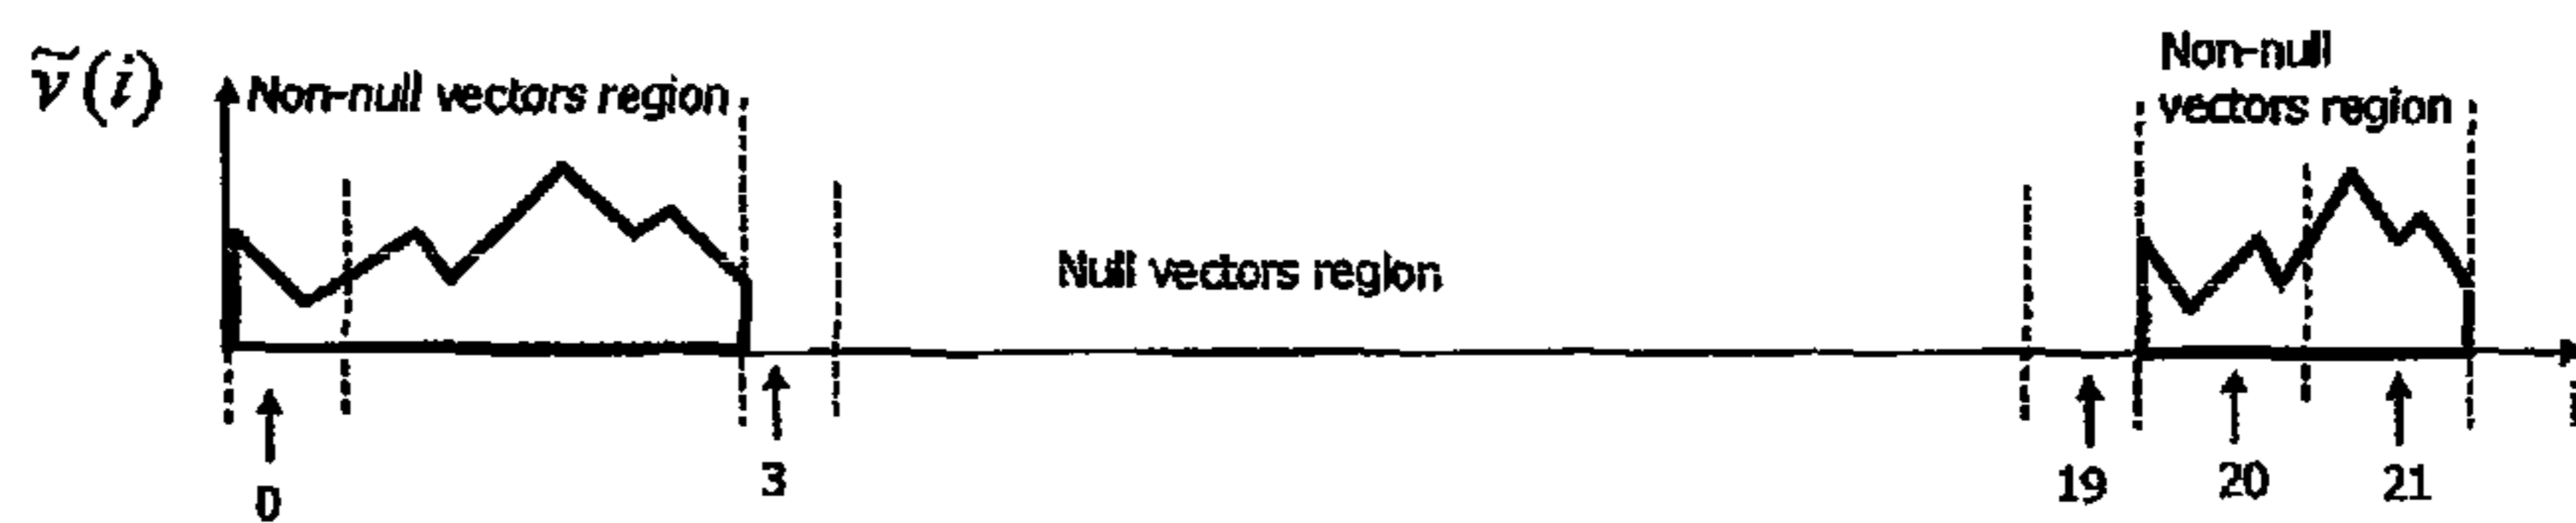 ṽ(i)
Non-null vectors region
Non-null
vectors region
Null vectors region
0
3
19
20
21